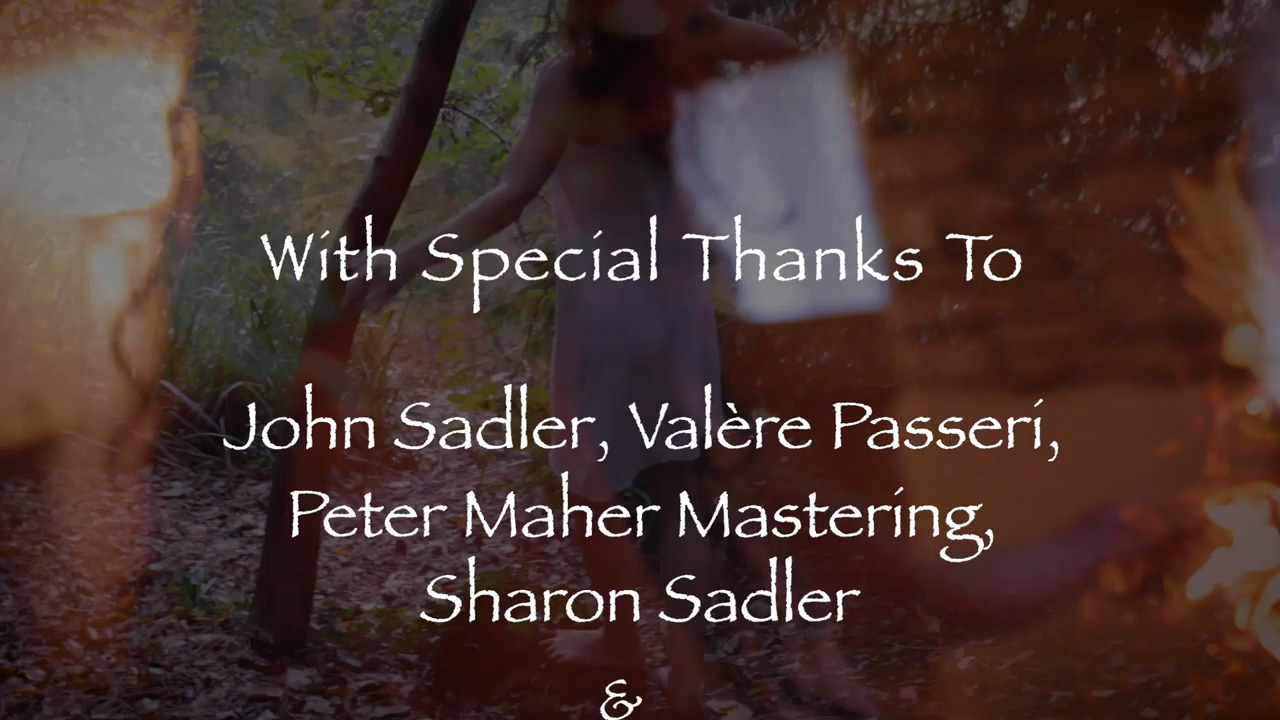 With Special Thanks To
John Sadler, Valère Passeri,
Peter Maher Mastering,
Sharon Sadler
&